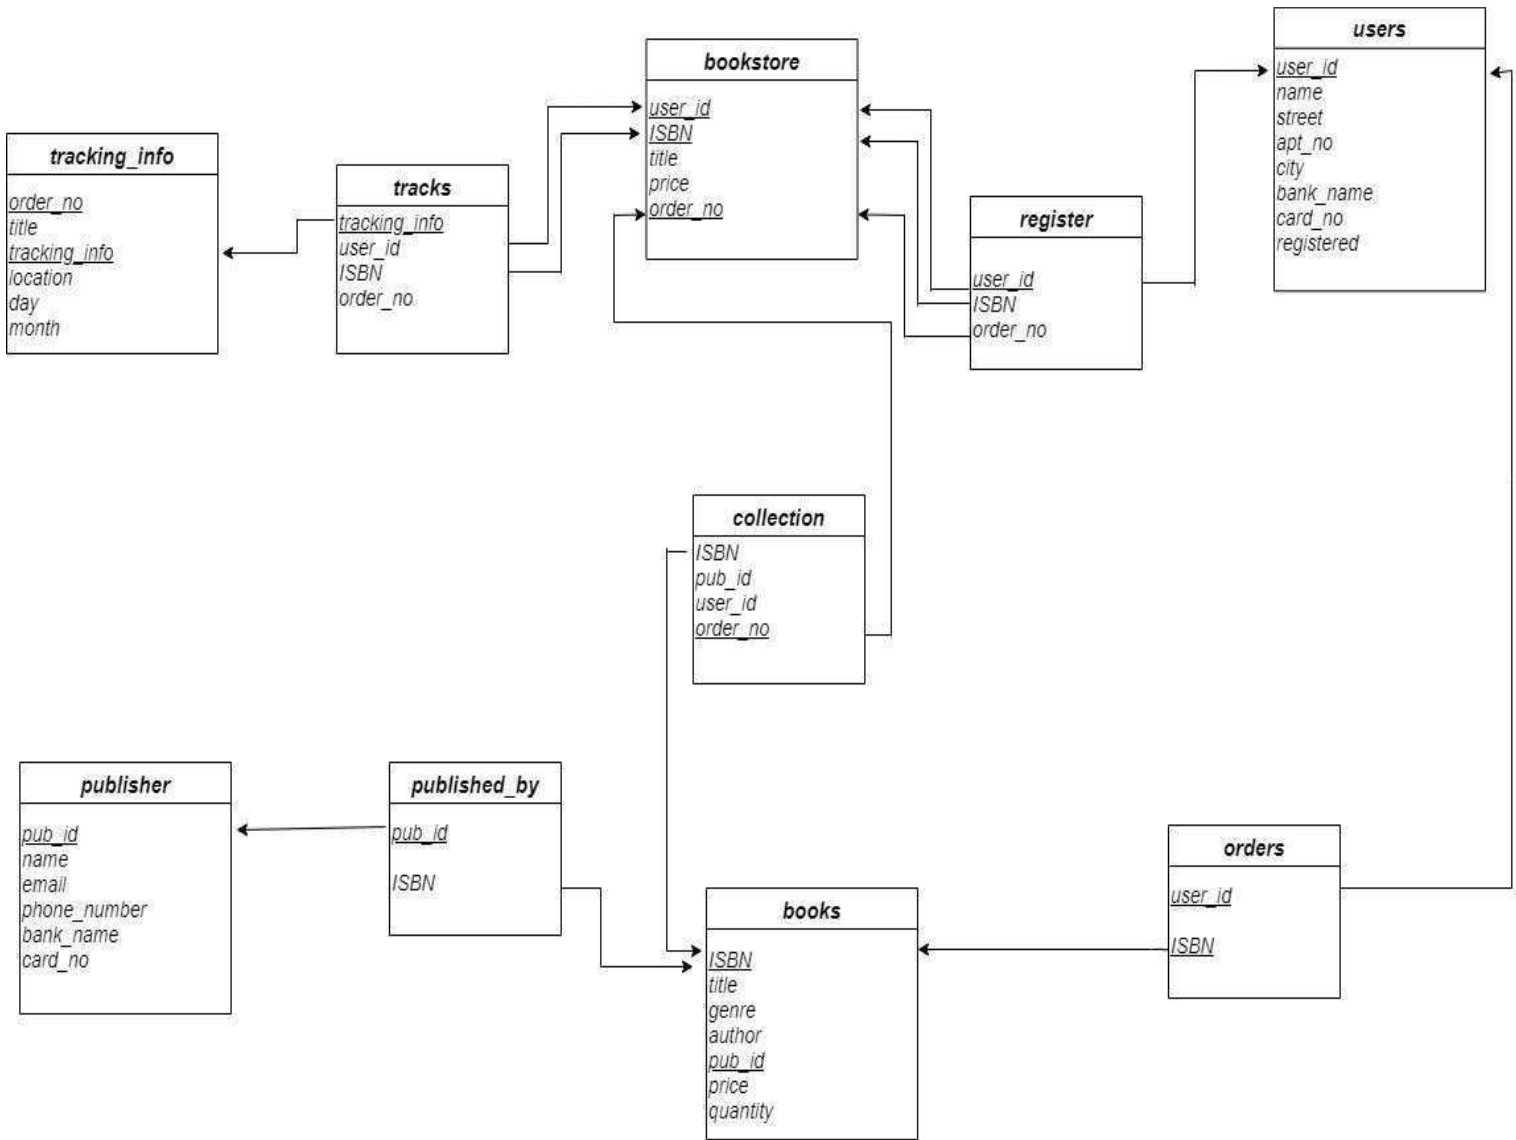 users
user_id
name
street
apt_no
city
bank_name
card_no
registered
bookstore
user_id
ISBN
title
price
order_no
tracking_info
order_no
title
tracking_info
location
day
month
tracks
tracking_info
user_id
ISBN
order_no
register
user_id
ISBN
order_no
collection
ISBN
pub_id
user_id
order_no
publisher
pub_id
name
email
phone_number
bank_name
card_no
published_by
pub_id
ISBN
books
ISBN
title
genre
author
pub_id
price
quantity
orders
user_id
ISBN